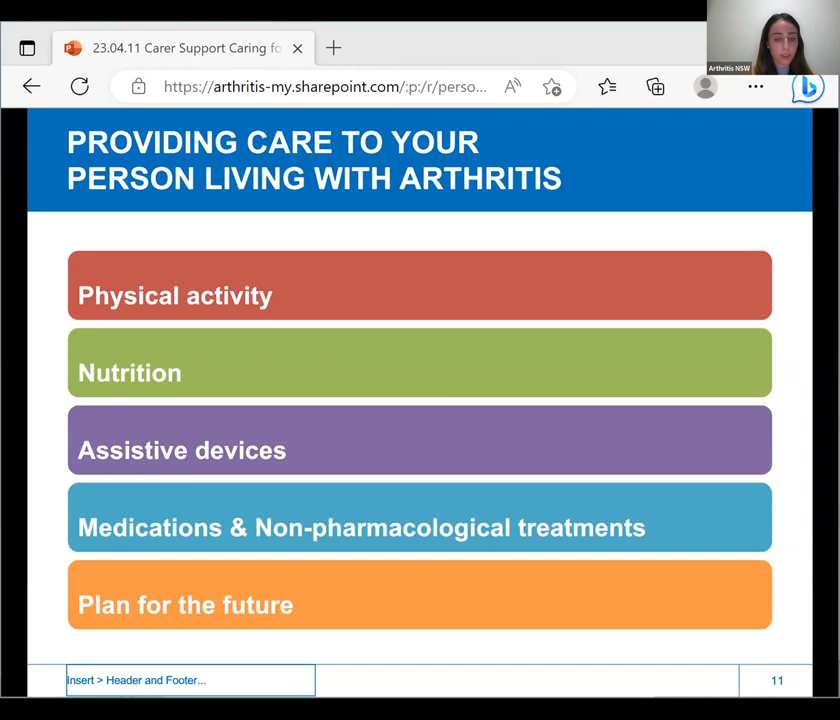 23.04.11 Carer Support Caring fo
Arthritis NSW
https://arthritis-my.sharepoint.com/:p:/r/perso...
PROVIDING CARE TO YOUR
PERSON LIVING WITH ARTHRITIS
Physical activity
Nutrition
Assistive devices
Medications & Non-pharmacological treatments
Plan for the future
Insert > Header and Footer...
11